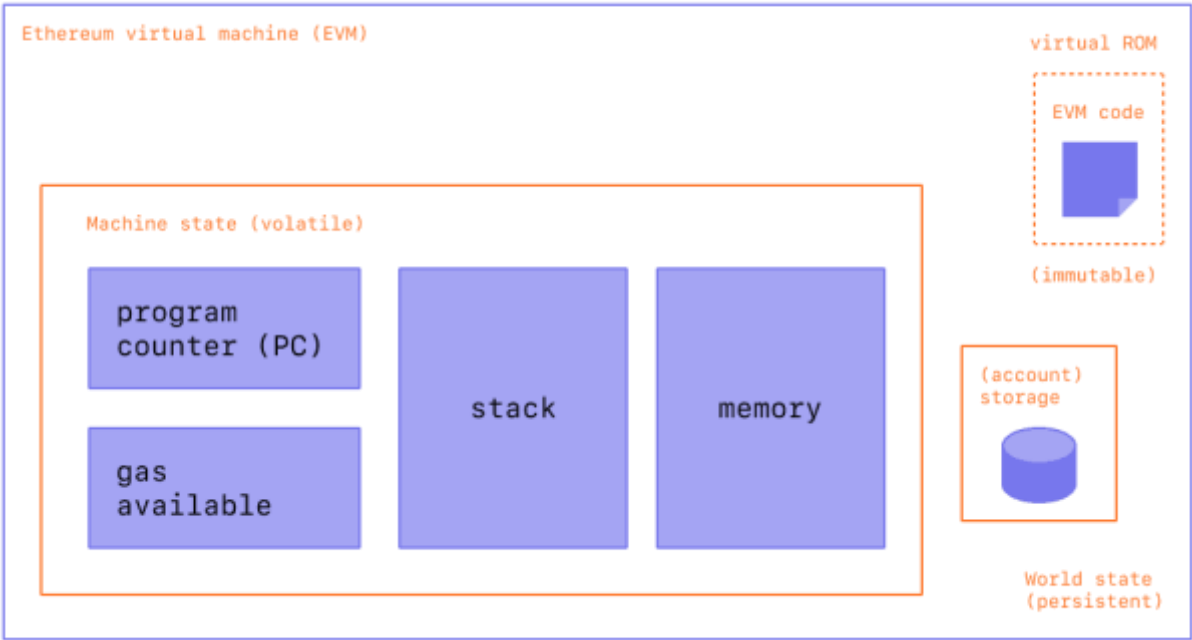 Ethereum virtual machine (EVM)
virtual ROM
EVM code
(immutable)
Machine state (volatile)
program
counter (PC)
gas
available
stack
memory
(account)
storage
World state
(persistent)